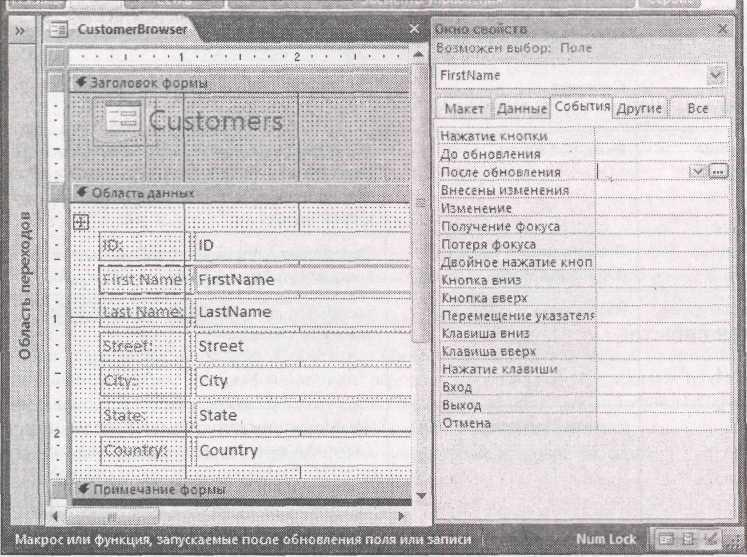 CustomerBrowser
Окно свойств
Возможен выбор: Поле
FirstName
Макет Данные События Другие Все
Нажатие кнопки
До обновления
После обновления
Внесены изменения
Изменение
Получение фокуса
Потеря фокуса
Двойное нажатие кноп
Кнопка вниз
Кнопка вверх
Перемещение указателя
Клавиша вниз
Клавиша вверх
Нажатие клавиши
Вход
Выход
Отмена
Область переходов
1 2
Заголовок формы
Customers
Область данных
ID: ID
First Name: FirstName
Last Name: LastName
1
Street: Street
City: City
State: State
2
Country: Country
Примечание формы
Макрос или функция, запускаемые после обновления поля или записи
Num Lock